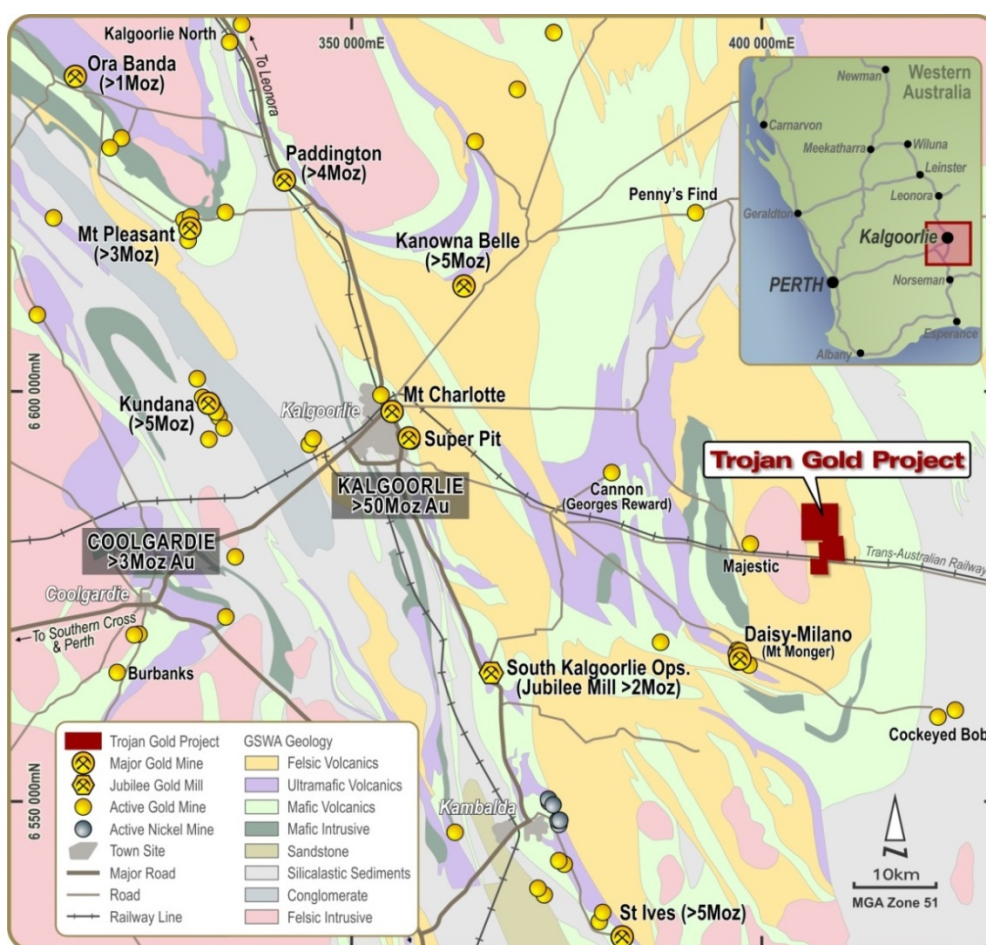 Kalgoorlie North
To Leonora
350 000mE
400 000mE
Ora Banda
(>1Moz)
Paddington
(>4Moz)
Mt Pleasant
(>3Moz)
Kanowna Belle
(>5Moz)
Penny's Find
Newman
Western
Australia
Carnarvon
Meekatharra
Wiluna
Leinster
Leonora
Geraldton
Kalgoorlie
PERTH
Norseman
Esperance
Albany
6 600 000mN
Kundana
(>5Moz)
Kalgoorlie
Mt Charlotte
Super Pit
KALGOORLIE
>50Moz Au
Cannon
(Georges Reward)
Trojan Gold Project
COOLGARDIE
>3Moz Au
Coolgardie
Majestic
Trans-Australian Railway
To Southern Cross
& Perth
Burbanks
Daisy-Milano
(Mt Monger)
South Kalgoorlie Ops.
(Jubilee Mill >2Moz)
Cockeyed Bob
6 550 000mN
Kambalda
St Ives (>5Moz)
Trojan Gold Project
Major Gold Mine
Jubilee Gold Mill
Active Gold Mine
Active Nickel Mine
Town Site
Major Road
Road
Railway Line
GSWA Geology
Felsic Volcanics
Ultramafic Volcanics
Mafic Volcanics
Mafic Intrusive
Sandstone
Silicalastic Sediments
Conglomerate
Felsic Intrusive
N
10km
MGA Zone 51